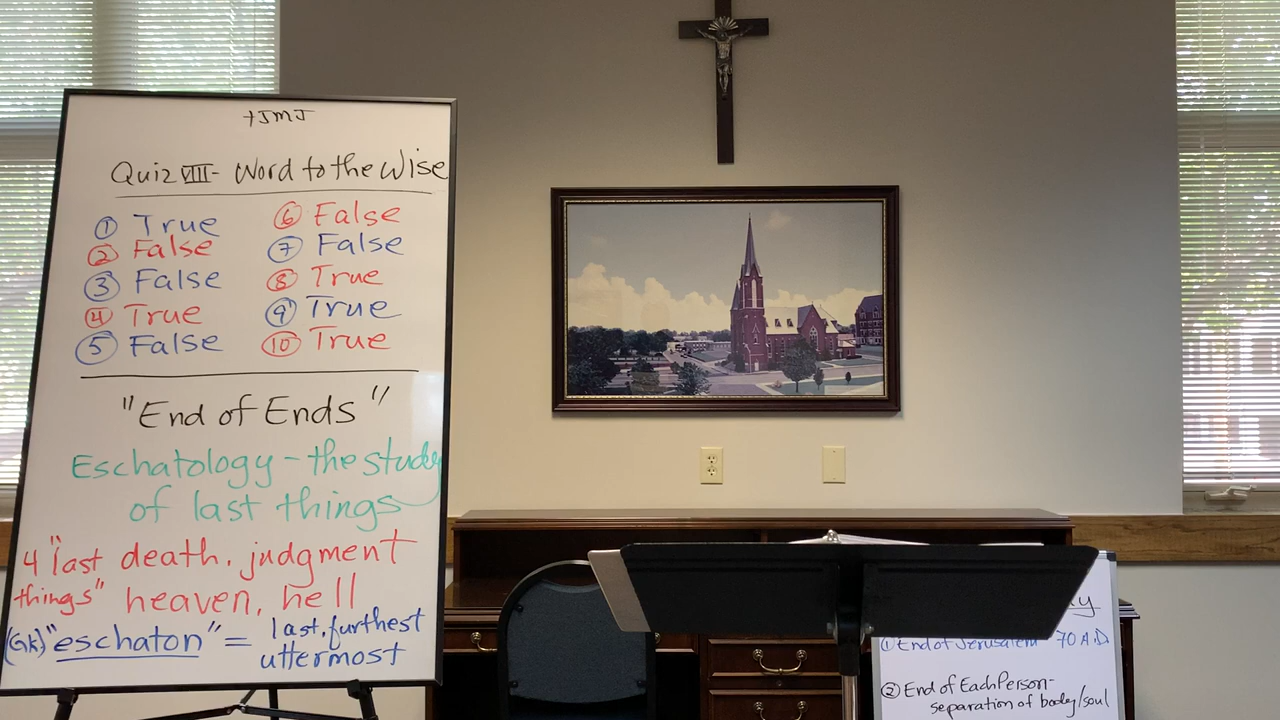 +JMJ
Quiz VIII - Word to the Wise
① True
② False
③ False
④ True
⑤ False
⑥ False
⑦ False
⑧ True
⑨ True
⑩ True
"End of Ends"
Eschatology - the study
of last things
4 "last death, judgment
things" heaven, hell
(Gk) "eschaton" = last, furthest
uttermost
① End of Jerusalem 70 A.D.
② End of Each Person -
separation of body/soul